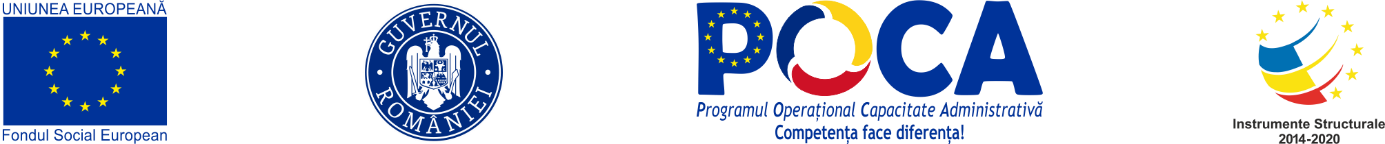 UNIUNEA EUROPEANĂ
Fondul Social European
GUVERNUL
ROMÂNIEI
POCA
Programul Operațional Capacitate Administrativă
Competența face diferența!
Instrumente Structurale
2014-2020